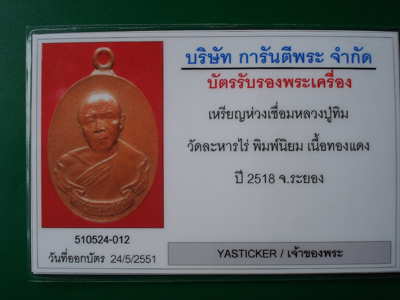 บริษัท การันตีพระ จำกัด
บัตรรับรองพระเครื่อง
เหรียญห่วงเชื่อมหลวงปู่ทิม
วัดละหารไร่ พิมพ์นิยม เนื้อทองแดง
ปี 2518 จ.ระยอง
510524-012
วันที่ออกบัตร 24/5/2551
YASTICKER / เจ้าของพระ